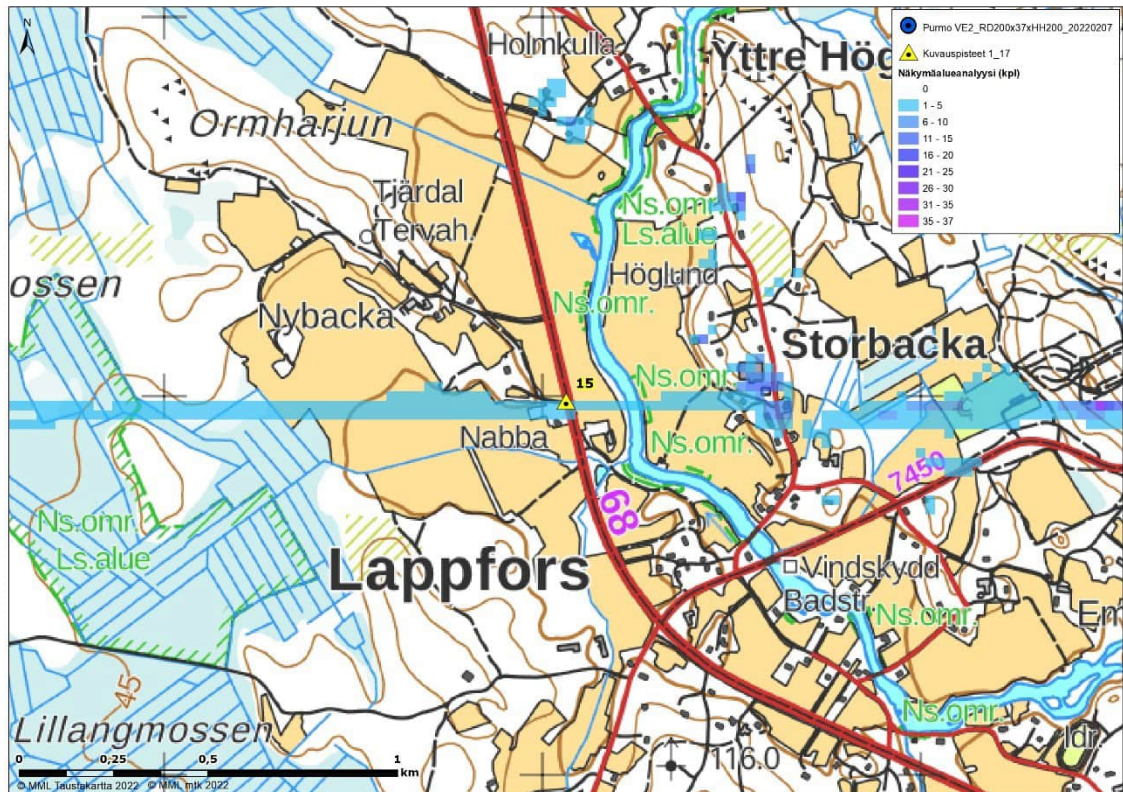 N
Purmo VE2_RD200x37xHH200_20220207
Kuvauspisteet 1_17
Näkymäalueanalyysi (kpl)
0
1 - 5
6 - 10
11 - 15
16 - 20
21 - 25
26 - 30
31 - 35
35 - 37
Holmkulla
Yttre Hög
Ormharjun
Tjärdal
Tervah.
Ns.omr.
Ls.alue
Höglund
ossen
Ns.omr.
Nybacka
Storbacka
Ns.omr.
15
Nabba
Ns.omr.
7450
68
Ns.omr.
Ls.alue
Lappfors
Vindskydd
Badstr
Ns.omr.
Em
45
Ns.omr.
Lillangmossen
Idr.
116.0
0 0,25 0,5 1
km
© MML Taustakartta 2022 © MML mtk 2022